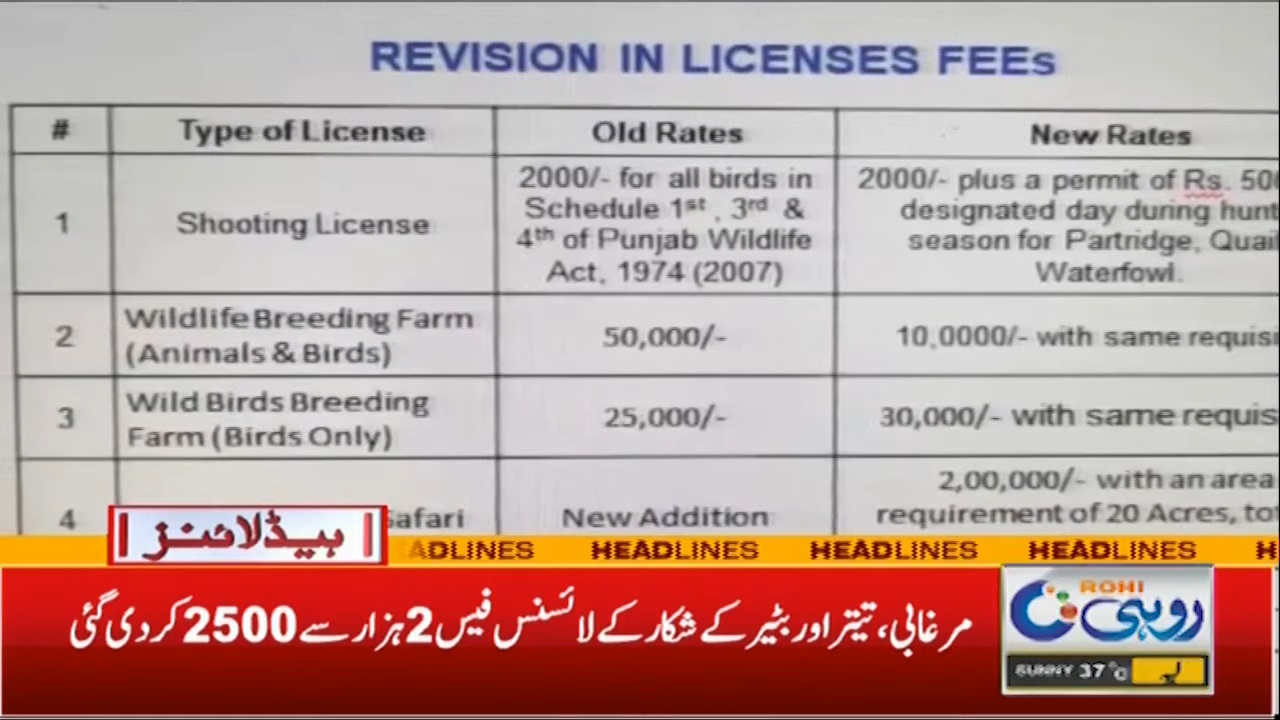 REVISION IN LICENSES FEEs
# Type of License Old Rates New Rates
1 Shooting License
2000/- for all birds in
Schedule 1st , 3rd &
4th of Punjab Wildlife
Act, 1974 (2007)
2000/- plus a permit of Rs.
designated day during
season for Partridge,
Waterfowl.
2 Wildlife Breeding Farm
(Animals & Birds)
50,000/-
10,0000/- with same
3 Wild Birds Breeding
Farm (Birds Only)
25,000/-
30,000/- with same
4 Safari
New Addition
2,00,000/- with an area
requirement of 20 Acres,
ہیڈلائنز
ADLINES HEADLINES HEADLINES HEADLINES H
مرغابی، تیتر اور بٹیر کے شکار کے لائسنس فیس 2 ہزار سے 2500 کر دی گئی
ROHI
روہی
SUNNY 37°C لیہ